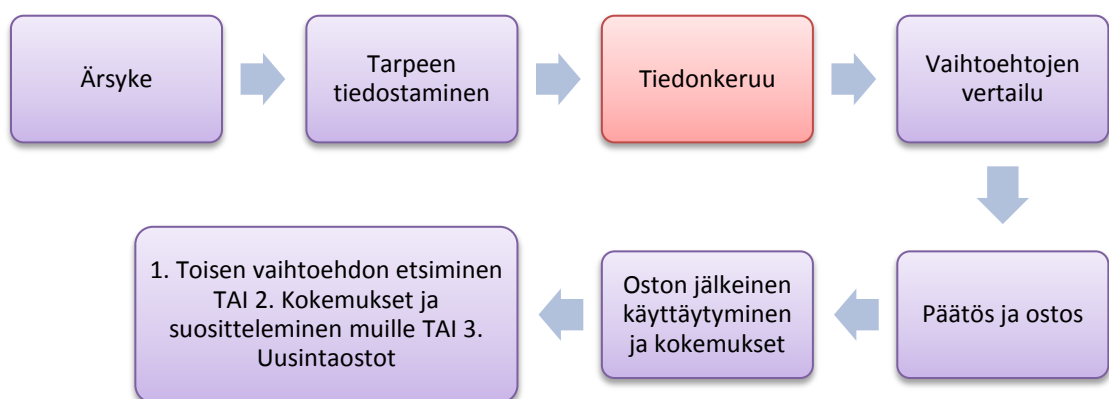 Ärsyke
Tarpeen
tiedostaminen
Tiedonkeruu
Vaihtoehtojen
vertailu
Päätös ja ostos
Oston jälkeinen
käyttäytyminen
ja kokemukset
1. Toisen vaihtoehdon etsiminen
TAI 2. Kokemukset ja
suositteleminen muille TAI 3.
Uusintaostot